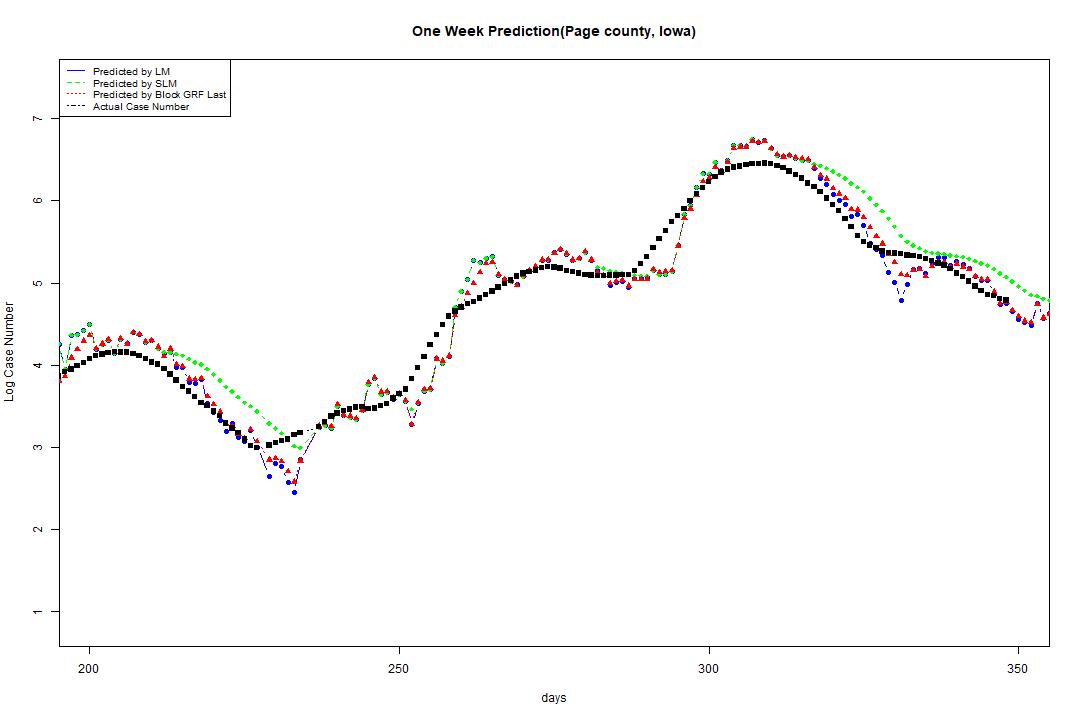 One Week Prediction(Page county, Iowa)
Predicted by LM
Predicted by SLM
Predicted by Block GRF Last
Actual Case Number
7
6
5
4
3
2
1
Log Case Number
200 250 300 350
days